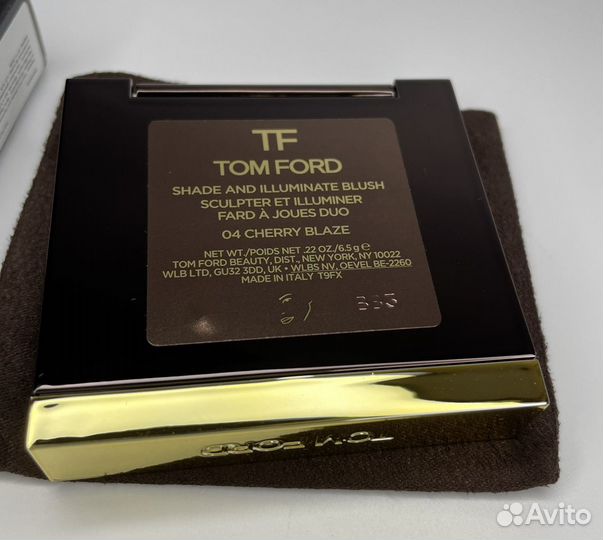 TF
TOM FORD
SHADE AND ILLUMINATE BLUSH
SCULPTER ET ILLUMINER
FARD À JOUES DUO
04 CHERRY BLAZE
NET WT./POIDS NET .22 OZ./6.5 g ℮
TOM FORD BEAUTY, DIST., NEW YORK, NY 10022
WLB LTD, GU32 3DD, UK • WLBS NV, OEVEL BE-2260
MADE IN ITALY T9FX
TOM FORD
Avito